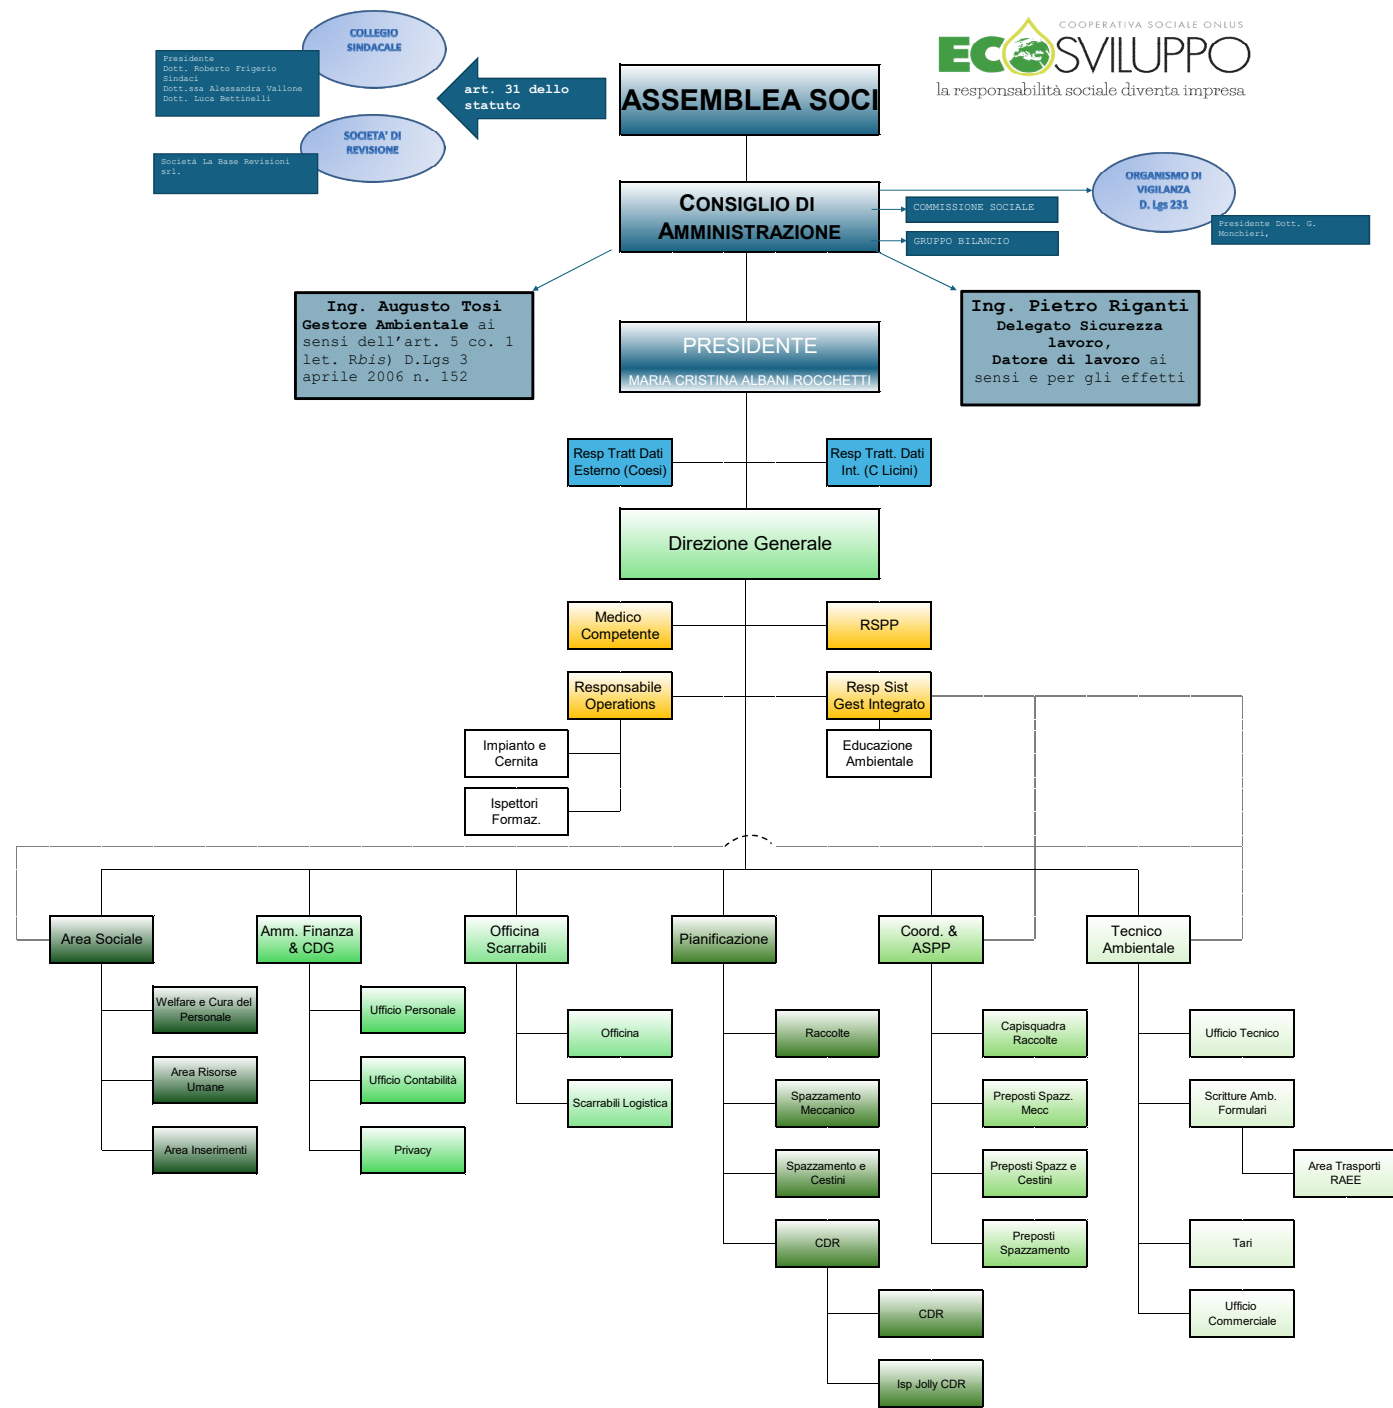 COLLEGIO
SINDACALE
Presidente
Dott. Roberto Frigerio
Sindaci
Dott.ssa Alessandra Vallone
Dott. Luca Bettinelli
SOCIETA' DI
REVISIONE
Società La Base Revisioni
srl.
art. 31 dello
statuto
ASSEMBLEA SOCI
COOPERATIVA SOCIALE ONLUS
ECOSVILUPPO
la responsabilità sociale diventa impresa
CONSIGLIO DI
AMMINISTRAZIONE
COMMISSIONE SOCIALE
GRUPPO BILANCIO
ORGANISMO DI
VIGILANZA
D. Lgs 231
Presidente Dott. G.
Monchieri,
Ing. Augusto Tosi
Gestore Ambientale ai
sensi dell'art. 5 co. 1
let. Rbis) D.Lgs 3
aprile 2006 n. 152
PRESIDENTE
MARIA CRISTINA ALBANI ROCCHETTI
Ing. Pietro Riganti
Delegato Sicurezza
lavoro,
Datore di lavoro ai
sensi e per gli effetti
Resp Tratt Dati
Esterno (Coesi)
Resp Tratt. Dati
Int. (C Licini)
Direzione Generale
Medico
Competente
RSPP
Responsabile
Operations
Resp Sist
Gest Integrato
Impianto e
Cernita
Educazione
Ambientale
Ispettori
Formaz.
Area Sociale
Amm. Finanza
& CDG
Officina
Scarrabili
Pianificazione
Coord. &
ASPP
Tecnico
Ambientale
Welfare e Cura del
Personale
Area Risorse
Umane
Area Inserimenti
Ufficio Personale
Ufficio Contabilità
Privacy
Officina
Scarrabili Logistica
Raccolte
Spazzamento
Meccanico
Spazzamento e
Cestini
CDR
CDR
Isp Jolly CDR
Capisquadra
Raccolte
Preposti Spazz.
Mecc
Preposti Spazz e
Cestini
Preposti
Spazzamento
Ufficio Tecnico
Scritture Amb.
Formulari
Area Trasporti
RAEE
Tari
Ufficio
Commerciale